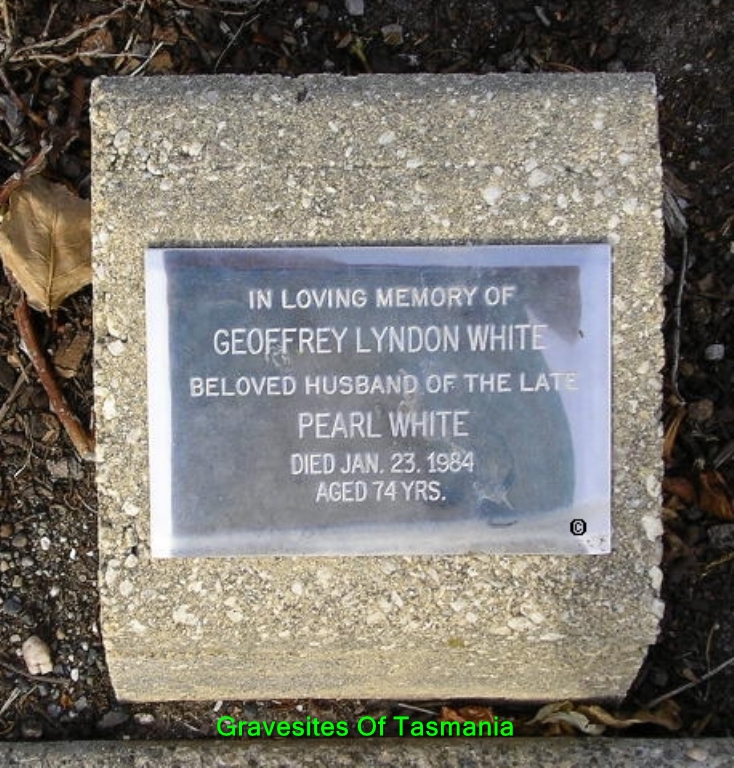 IN LOVING MEMORY OF
GEOFFREY LYNDON WHITE
BELOVED HUSBAND OF THE LATE
PEARL WHITE
DIED JAN. 23. 1984
AGED 74 YRS.
©
Gravesites Of Tasmania